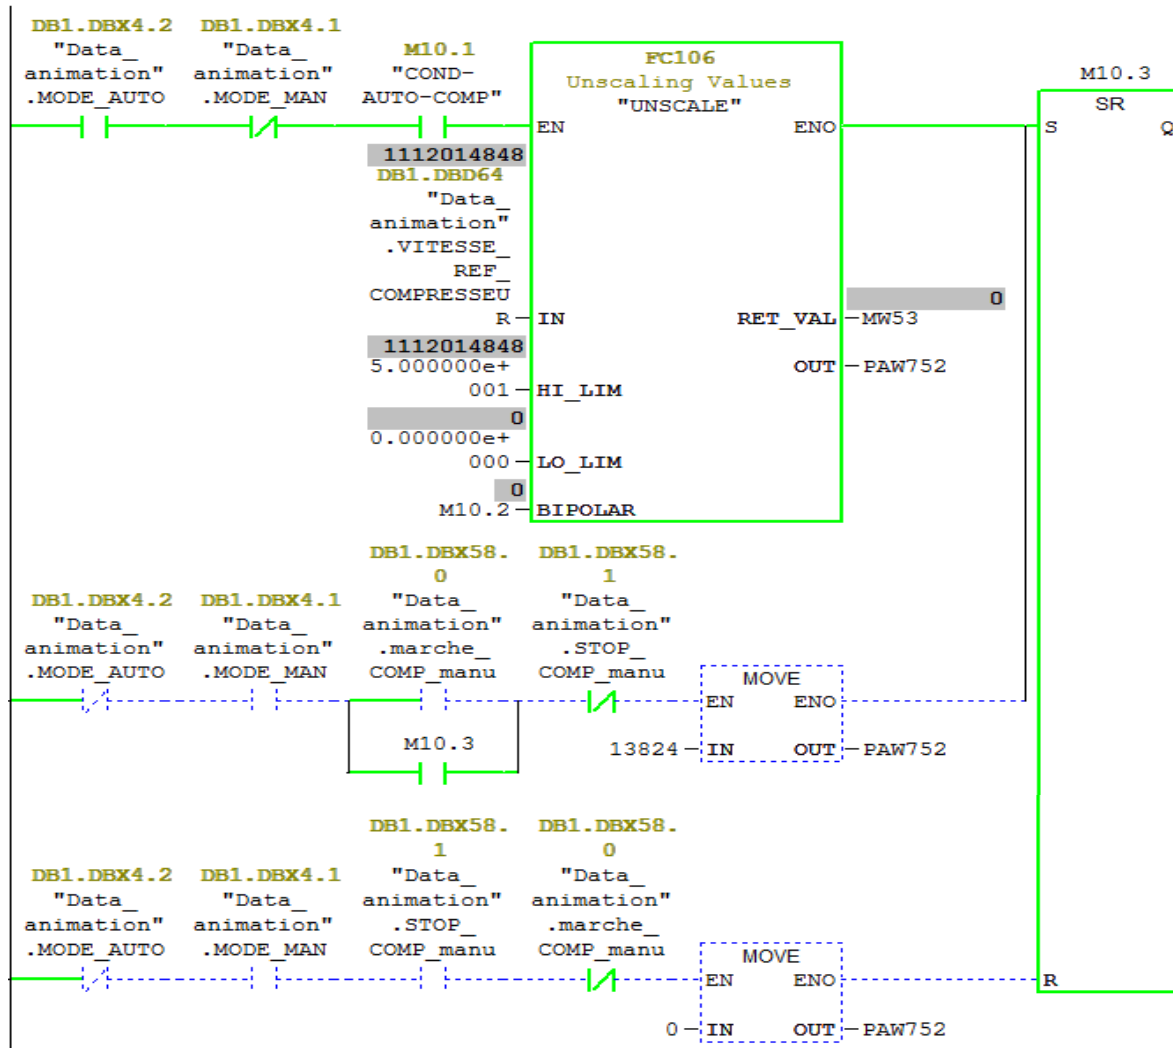 DB1.DBX4.2 DB1.DBX4.1
"Data_ "Data_ M10.1
animation" animation" "COND-
.MODE_AUTO .MODE_MAN AUTO-COMP"
FC106
Unscaling Values
"UNSCALE"
EN ENO
1112014848
DB1.DBD64
"Data_
animation"
.VITESSE_
REF_
COMPRESSEU
R IN
0
RET_VAL MW53
1112014848
5.000000e+
001 HI_LIM
OUT PAW752
0
0.000000e+
000 LO_LIM
0
M10.2 BIPOLAR
M10.3
SR
S Q
DB1.DBX58. DB1.DBX58.
0 1
DB1.DBX4.2 DB1.DBX4.1 "Data_ "Data_
"Data_ "Data_ animation" animation"
animation" animation" .marche_ .STOP_
.MODE_AUTO .MODE_MAN COMP_manu COMP_manu
MOVE
EN ENO
M10.3
13824 IN OUT PAW752
DB1.DBX58. DB1.DBX58.
1 0
DB1.DBX4.2 DB1.DBX4.1 "Data_ "Data_
"Data_ "Data_ animation" animation"
animation" animation" .STOP_ .marche_
.MODE_AUTO .MODE_MAN COMP_manu COMP_manu
MOVE
EN ENO R
0 IN OUT PAW752